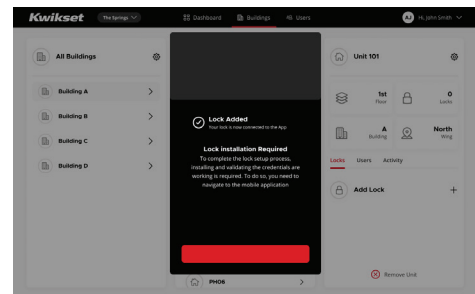 Kwikset
The Springs
Dashboard
Buildings
Users
AJ
Hi, John Smith
All Buildings
Building A
Building B
Building C
Building D
Lock Added
Your lock is now connected to the App
Lock installation Required
To complete the lock setup process,
installing and validating the credentials are
working is required. To do so, you need to
navigate to the mobile application
PH06
Unit 101
1st
Floor
0
Locks
A
Building
North
Wing
Locks
Users
Activity
Add Lock
Remove Unit